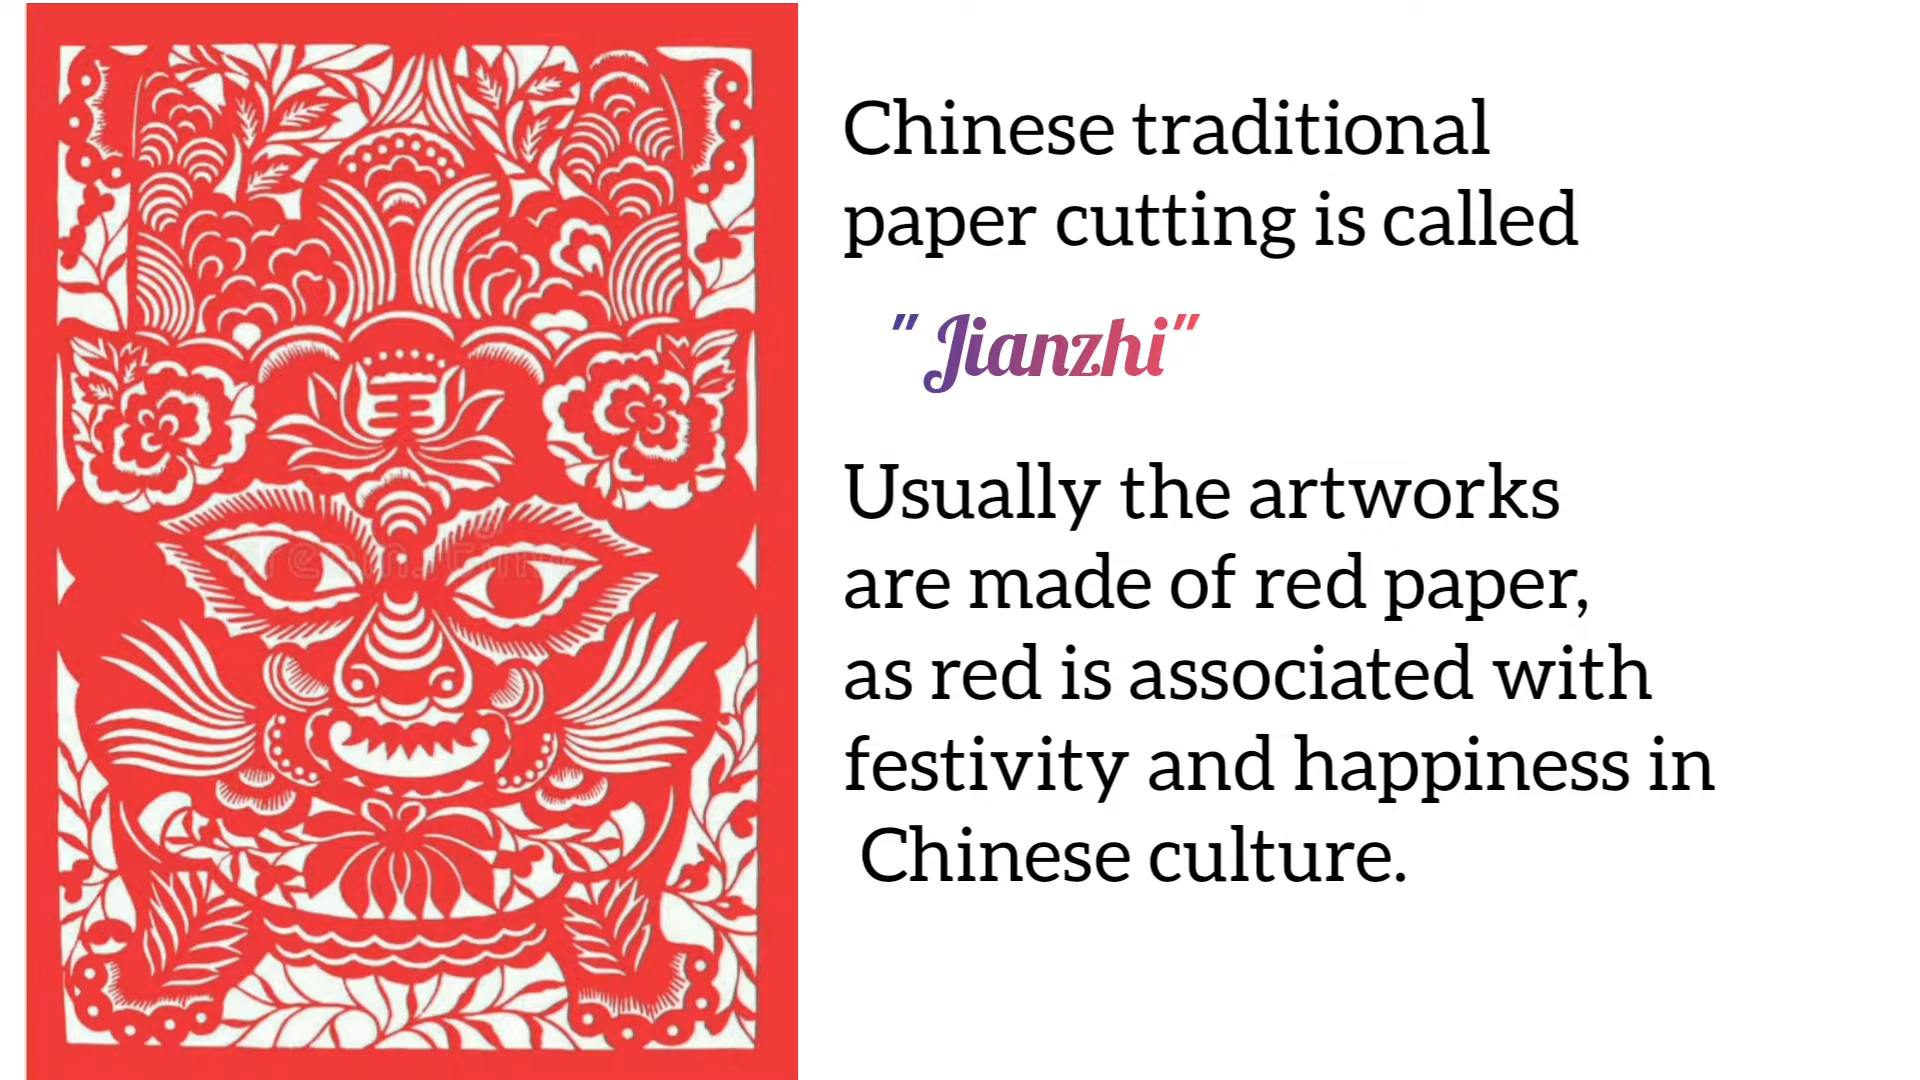 Chinese traditional
paper cutting is called
"Jianzhi"
Usually the artworks
are made of red paper,
as red is associated with
festivity and happiness in
Chinese culture.